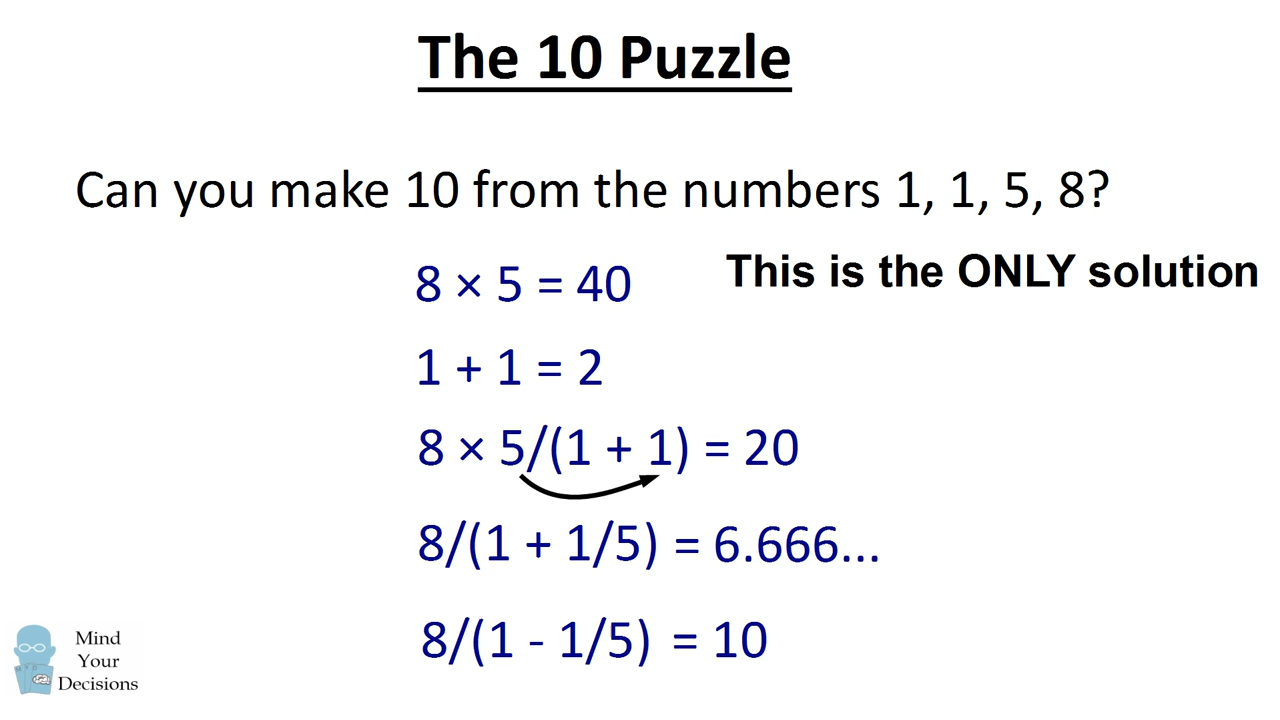 The 10 Puzzle
Can you make 10 from the numbers 1, 1, 5, 8?
8 × 5 = 40
This is the ONLY solution
1 + 1 = 2
8 × 5/(1 + 1) = 20
8/(1 + 1/5) = 6.666...
8/(1 - 1/5) = 10
Mind
Your
Decisions